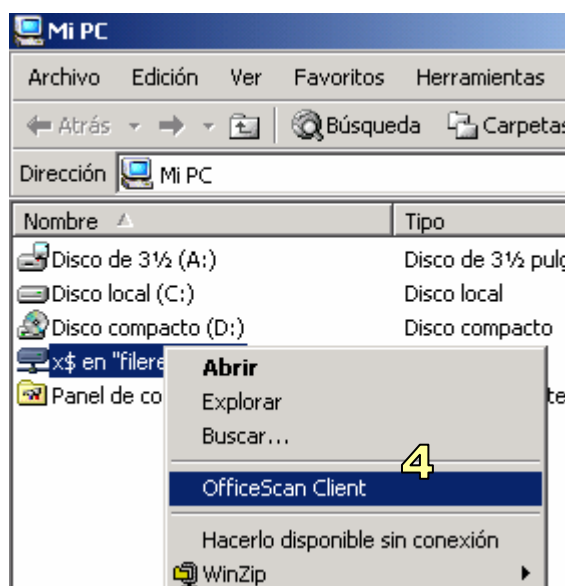 Mi PC
Archivo Edición Ver Favoritos Herramientas
Atrás Búsqueda Carpetas
Dirección Mi PC
Nombre Tipo
Disco de 3½ (A:) Disco de 3½ pulg
Disco local (C:) Disco local
Disco compacto (D:) Disco compacto
x$ en "filere
Panel de co te
Abrir
Explorar
Buscar...
4
OfficeScan Client
Hacerlo disponible sin conexión
WinZip